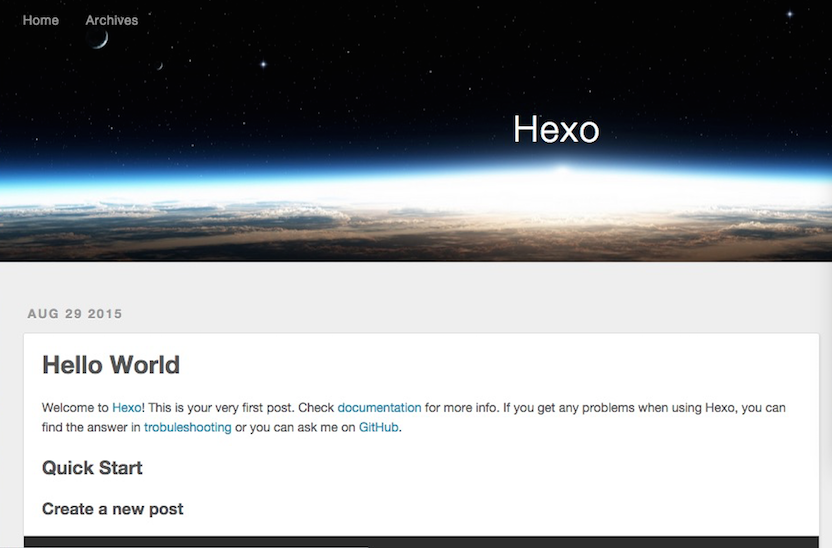 Home Archives
Hexo
AUG 29 2015
Hello World
Welcome to Hexo! This is your very first post. Check documentation for more info. If you get any problems when using Hexo, you can
find the answer in trobuleshooting or you can ask me on GitHub.
Quick Start
Create a new post